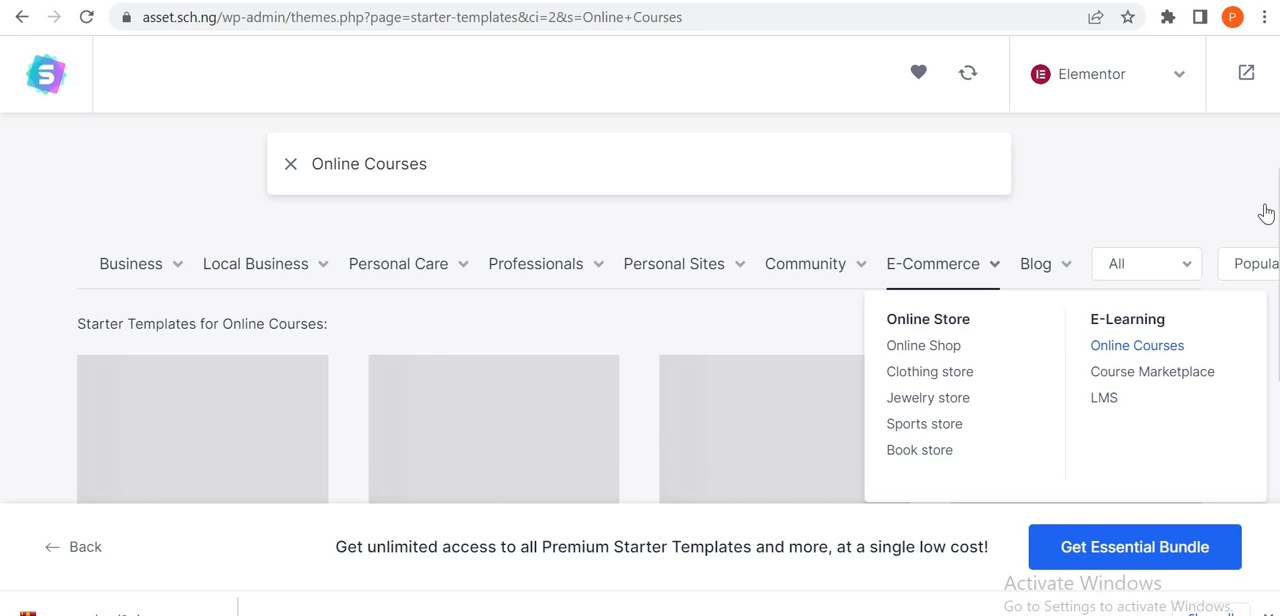 asset.sch.ng/wp-admin/themes.php?page=starter-templates&ci=2&s=Online+Courses
P
S
Elementor
Online Courses
Business
Local Business
Personal Care
Professionals
Personal Sites
Community
E-Commerce
Blog
All
Popula
Starter Templates for Online Courses:
Online Store
Online Shop
Clothing store
Jewelry store
Sports store
Book store
E-Learning
Online Courses
Course Marketplace
LMS
Back
Get unlimited access to all Premium Starter Templates and more, at a single low cost!
Get Essential Bundle
Activate Windows
Go to Settings to activate Windows.